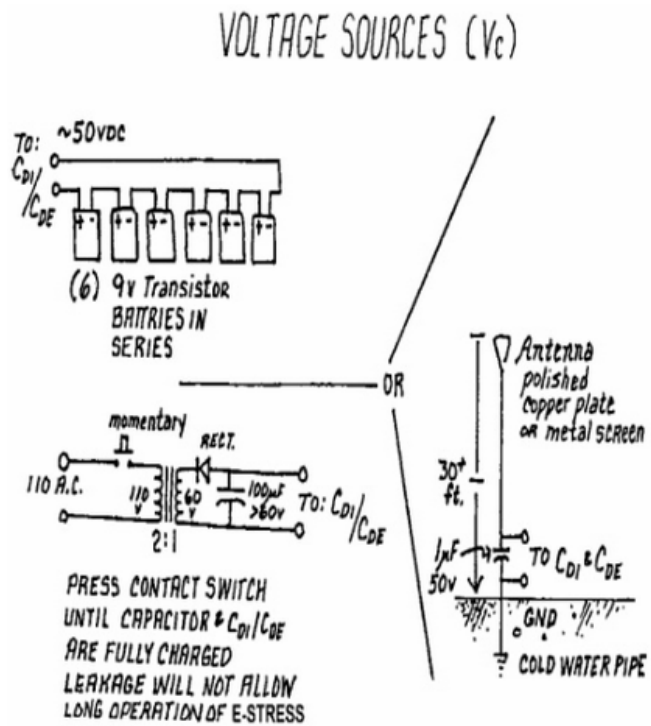 VOLTAGE SOURCES (Vc)
~50VDC
TO:
CDI
/CDE
+ - + - + - + - + - + -
(6) 9v Transistor
BATTRIES IN
SERIES
OR
Antenna
polished
copper plate
OR metal screen
30+
ft.
1µF
50v
TO CDI & CDE
GND
COLD WATER PIPE
momentary
RECT.
110 A.C.
110
V
60
V
100µF
>60v
TO: CDI/
CDE
2:1
PRESS CONTACT SWITCH
UNTIL CAPACITOR & CDI/CDE
ARE FULLY CHARGED
LEAKAGE WILL NOT ALLOW
LONG OPERATION OF E-STRESS